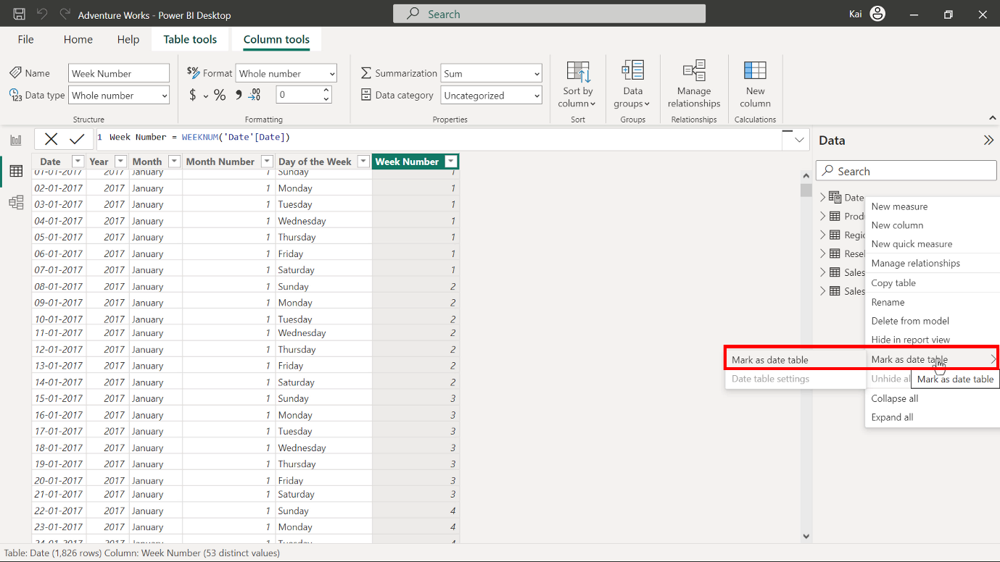 Adventure Works - Power BI Desktop
Search
Kai
File Home Help Table tools Column tools
Name Week Number $% Format Whole number Σ Summarization Sum
Data type Whole number $ % 0 Data category Uncategorized
Sort by column
Data groups
Manage relationships
New column
Structure Formatting Properties Sort Groups Relationships Calculations
1 Week Number = WEEKNUM('Date'[Date])
Date Year Month Month Number Day of the Week Week Number
01-01-2017 2017 January 1 Sunday 1
02-01-2017 2017 January 1 Monday 1
03-01-2017 2017 January 1 Tuesday 1
04-01-2017 2017 January 1 Wednesday 1
05-01-2017 2017 January 1 Thursday 1
06-01-2017 2017 January 1 Friday 1
07-01-2017 2017 January 1 Saturday 1
08-01-2017 2017 January 1 Sunday 2
09-01-2017 2017 January 1 Monday 2
10-01-2017 2017 January 1 Tuesday 2
11-01-2017 2017 January 1 Wednesday 2
12-01-2017 2017 January 1 Thursday 2
13-01-2017 2017 January 1 Friday 2
14-01-2017 2017 January 1 Saturday 2
15-01-2017 2017 January 1 Sunday 3
16-01-2017 2017 January 1 Monday 3
17-01-2017 2017 January 1 Tuesday 3
18-01-2017 2017 January 1 Wednesday 3
19-01-2017 2017 January 1 Thursday 3
20-01-2017 2017 January 1 Friday 3
21-01-2017 2017 January 1 Saturday 3
22-01-2017 2017 January 1 Sunday 4
23-01-2017 2017 January 1 Monday 4
24-01-2017 2017 January 1 Tuesday 4
Data
Search
Date
Produ
Regio
Resel
Sales
Sales
New measure
New column
New quick measure
Manage relationships
Copy table
Rename
Delete from model
Hide in report view
Mark as date table
Unhide al
Collapse all
Expand all
Mark as date table
Date table settings
Mark as date table
Table: Date (1,826 rows) Column: Week Number (53 distinct values)